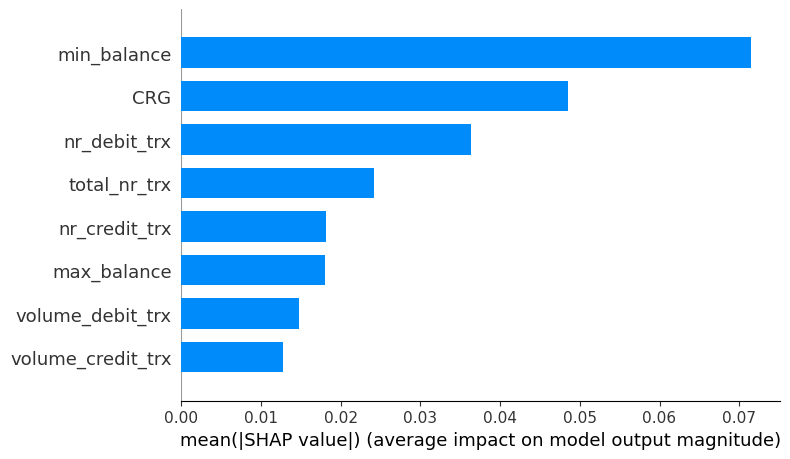 min_balance
CRG
nr_debit_trx
total_nr_trx
nr_credit_trx
max_balance
volume_debit_trx
volume_credit_trx
0.00 0.01 0.02 0.03 0.04 0.05 0.06 0.07
mean(|SHAP value|) (average impact on model output magnitude)